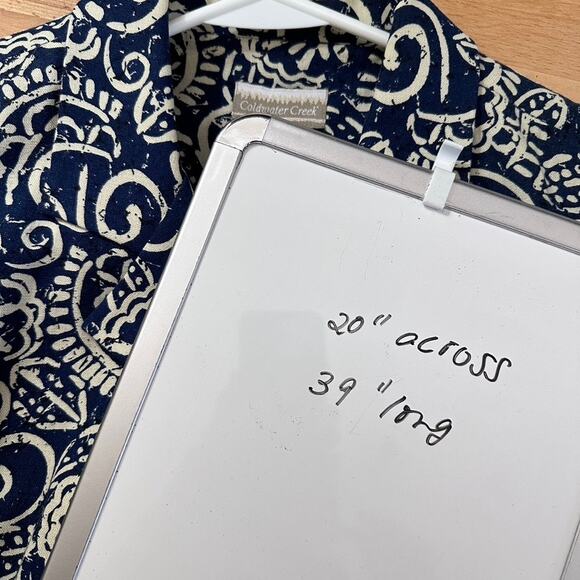 Coldwater Creek
20" across
39" long